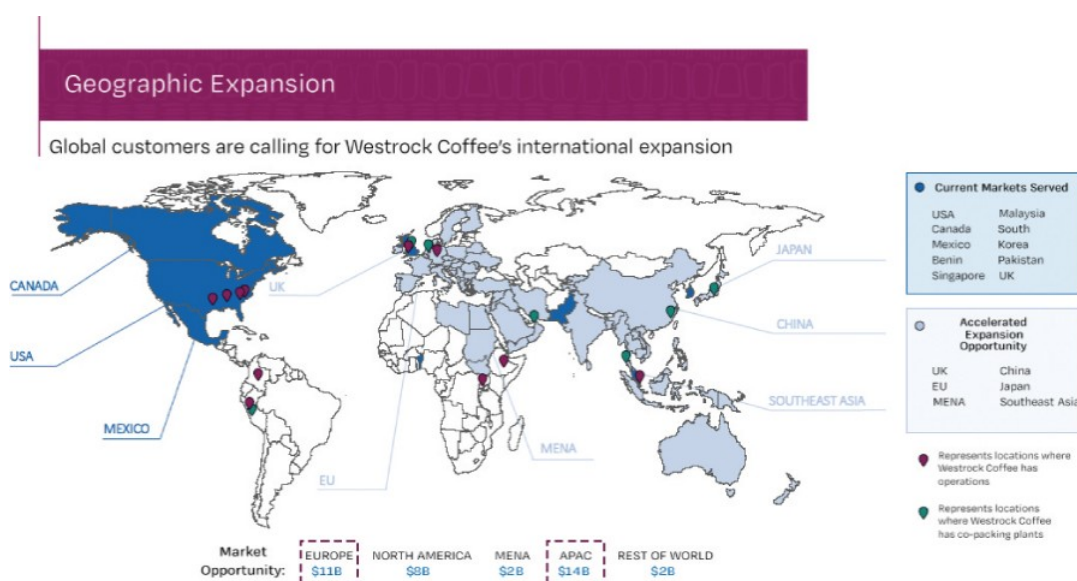 Geographic Expansion
Global customers are calling for Westrock Coffee's international expansion
CANADA
USA
MEXICO
UK
EU
MENA
JAPAN
CHINA
SOUTHEAST ASIA
Current Markets Served
USA Malaysia
Canada South
Mexico Korea
Benin Pakistan
Singapore UK
Accelerated
Expansion
Opportunity
UK China
EU Japan
MENA Southeast Asia
Represents locations where
Westrock Coffee has
operations
Represents locations
where Westrock Coffee
has co-packing plants
Market
Opportunity:
EUROPE NORTH AMERICA MENA APAC REST OF WORLD
$11B $8B $2B $14B $2B